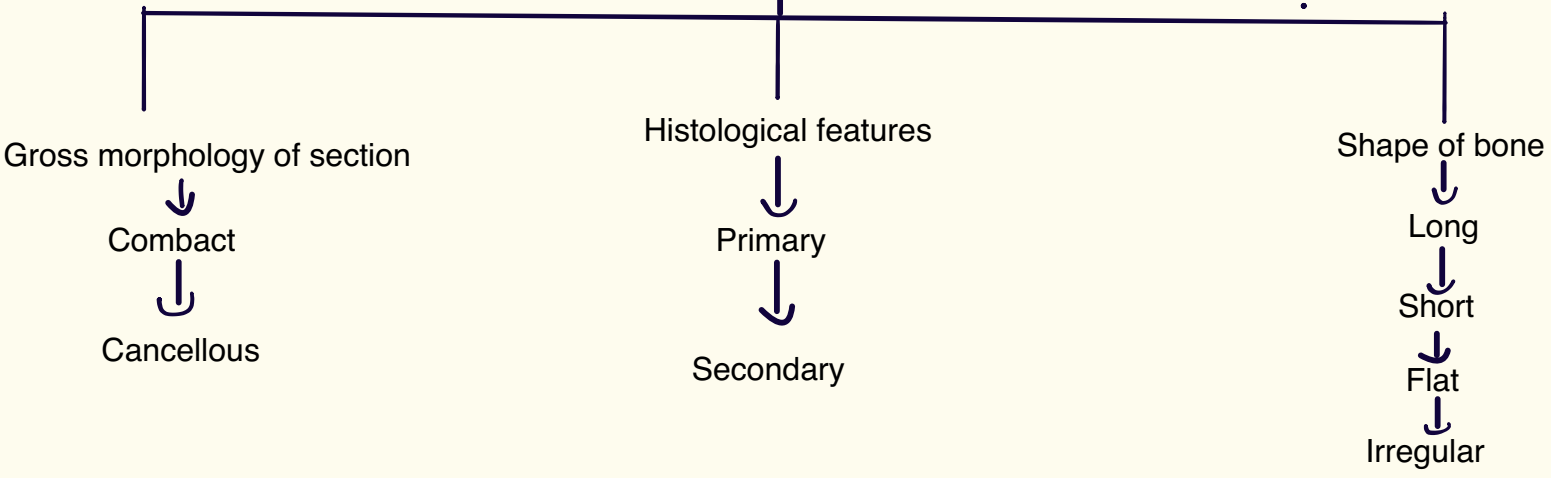 Gross morphology of section
Combact
Cancellous
Histological features
Primary
Secondary
Shape of bone
Long
Short
Flat
Irregular